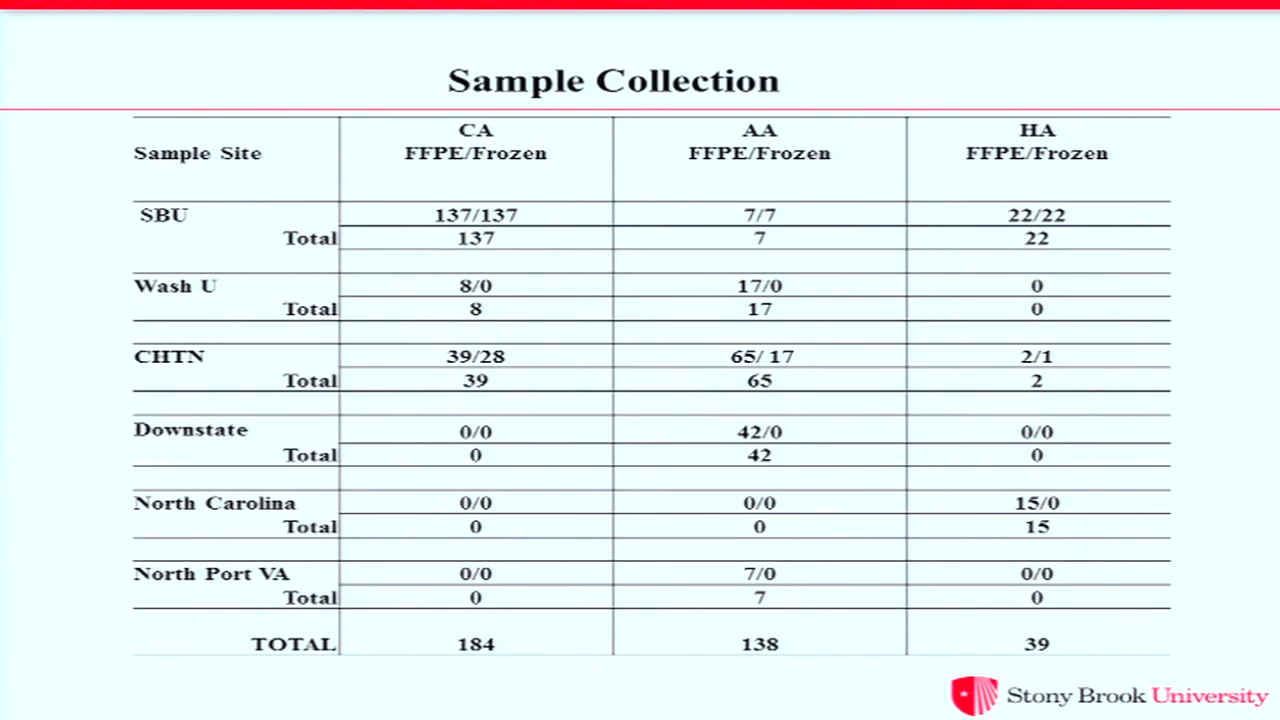 Sample Collection
Sample Site CA FFPE/Frozen AA FFPE/Frozen HA FFPE/Frozen
SBU 137/137 7/7 22/22
Total 137 7 22
Wash U 8/0 17/0 0
Total 8 17 0
CHTN 39/28 65/ 17 2/1
Total 39 65 2
Downstate 0/0 42/0 0/0
Total 0 42 0
North Carolina 0/0 0/0 15/0
Total 0 0 15
North Port VA 0/0 7/0 0/0
Total 0 7 0
TOTAL 184 138 39
Stony Brook University